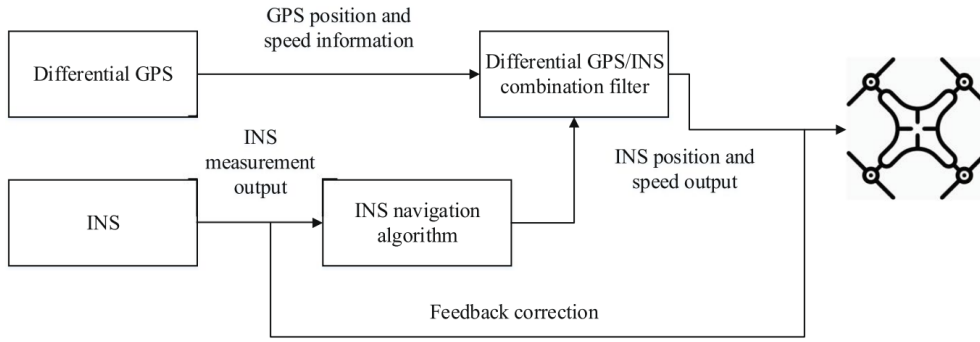 GPS position and
speed information
Differential GPS
Differential GPS/INS
combination filter
INS
measurement
output
INS position and
speed output
INS
INS navigation
algorithm
Feedback correction